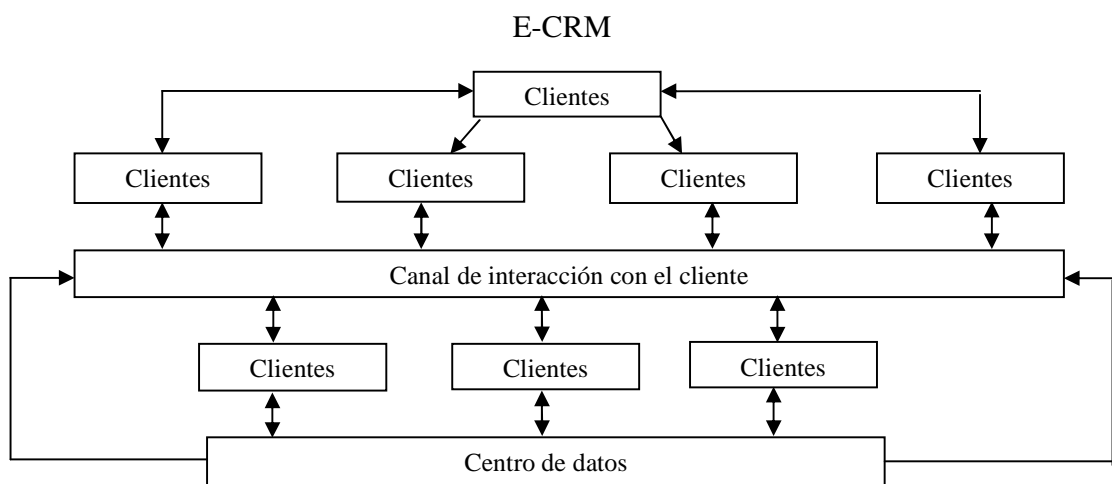 E-CRM
Clientes
Clientes
Clientes
Clientes
Clientes
Canal de interacción con el cliente
Clientes
Clientes
Clientes
Centro de datos